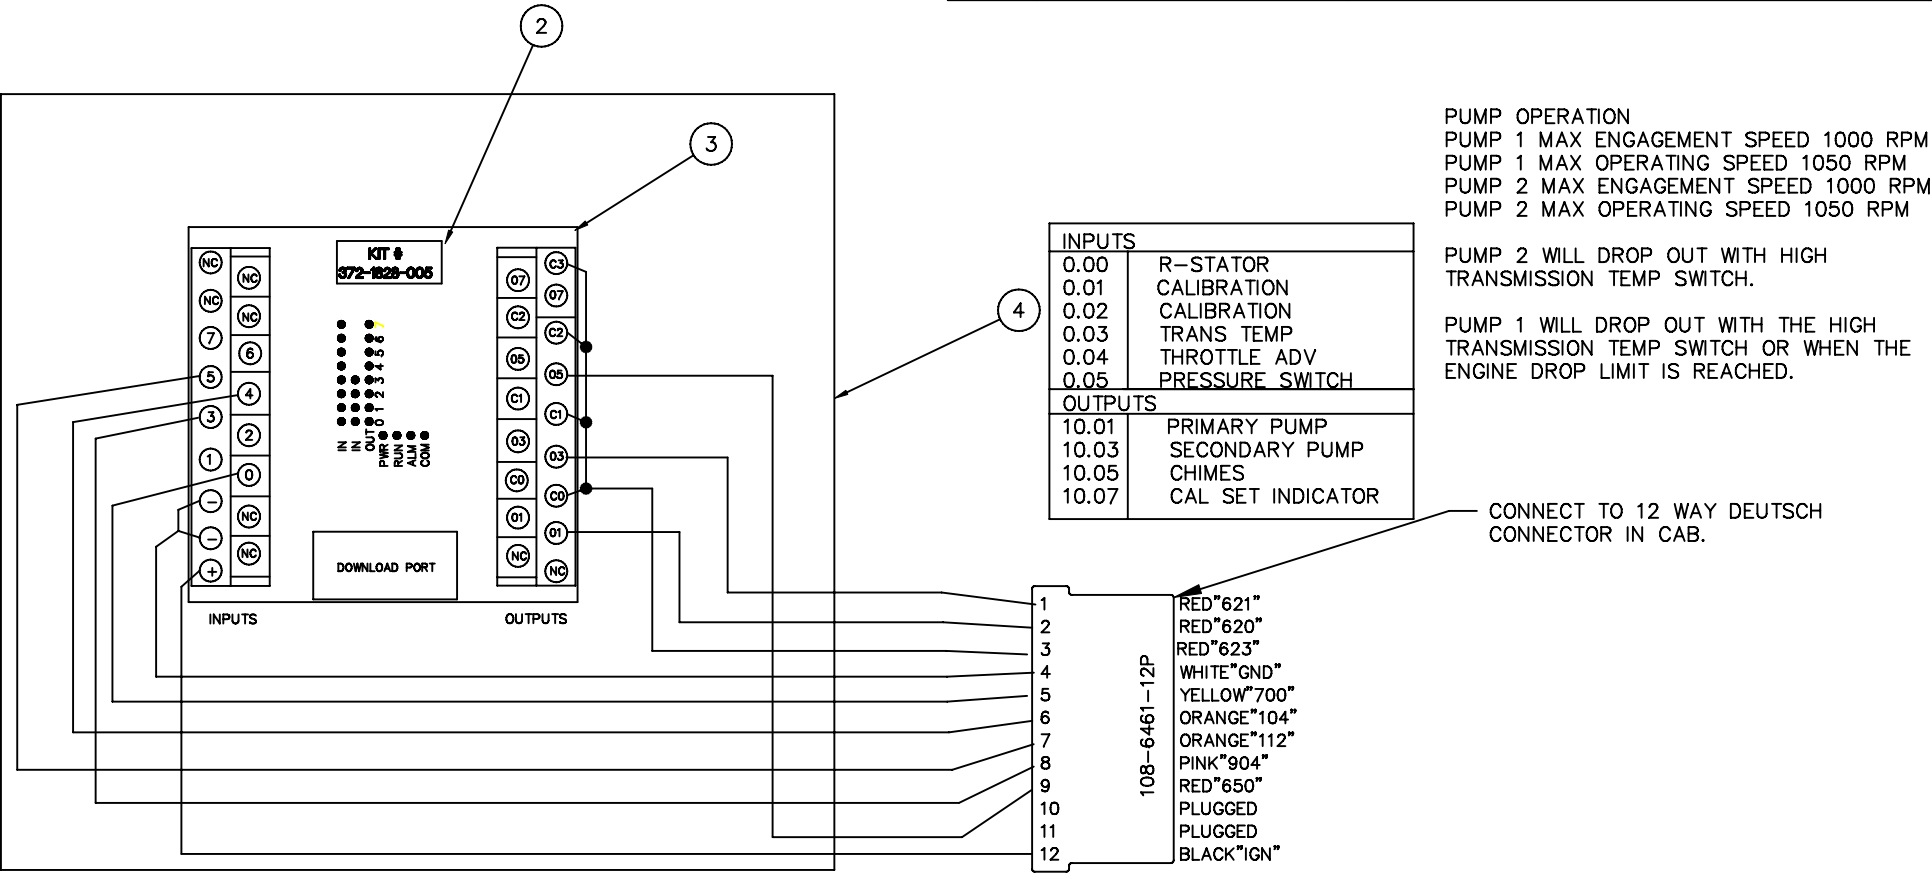 2
3
4
KIT #
372-1628-005
NC
NC
7
5
3
1
−
−
+
NC
NC
6
4
2
0
NC
NC
7
6
5
4
3
2
1
0
IN
IN
OUT
PWR
RUN
ALM
COM
DOWNLOAD PORT
07
C2
05
C1
03
C0
01
NC
C3
07
C2
05
C1
03
C0
01
NC
INPUTS
OUTPUTS
INPUTS
0.00 R-STATOR
0.01 CALIBRATION
0.02 CALIBRATION
0.03 TRANS TEMP
0.04 THROTTLE ADV
0.05 PRESSURE SWITCH
OUTPUTS
10.01 PRIMARY PUMP
10.03 SECONDARY PUMP
10.05 CHIMES
10.07 CAL SET INDICATOR
PUMP OPERATION
PUMP 1 MAX ENGAGEMENT SPEED 1000 RPM
PUMP 1 MAX OPERATING SPEED 1050 RPM
PUMP 2 MAX ENGAGEMENT SPEED 1000 RPM
PUMP 2 MAX OPERATING SPEED 1050 RPM
PUMP 2 WILL DROP OUT WITH HIGH
TRANSMISSION TEMP SWITCH.
PUMP 1 WILL DROP OUT WITH THE HIGH
TRANSMISSION TEMP SWITCH OR WHEN THE
ENGINE DROP LIMIT IS REACHED.
CONNECT TO 12 WAY DEUTSCH
CONNECTOR IN CAB.
108-6461-12P
1 RED"621"
2 RED"620"
3 RED"623"
4 WHITE"GND"
5 YELLOW"700"
6 ORANGE"104"
7 ORANGE"112"
8 PINK"904"
9 RED"650"
10 PLUGGED
11 PLUGGED
12 BLACK"IGN"